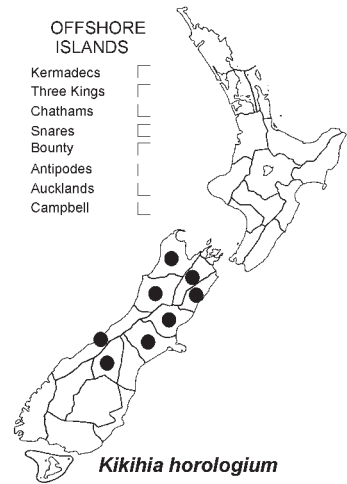 OFFSHORE
ISLANDS
Kermadecs
Three Kings
Chathams
Snares
Bounty
Antipodes
Aucklands
Campbell
Kikihia horologium